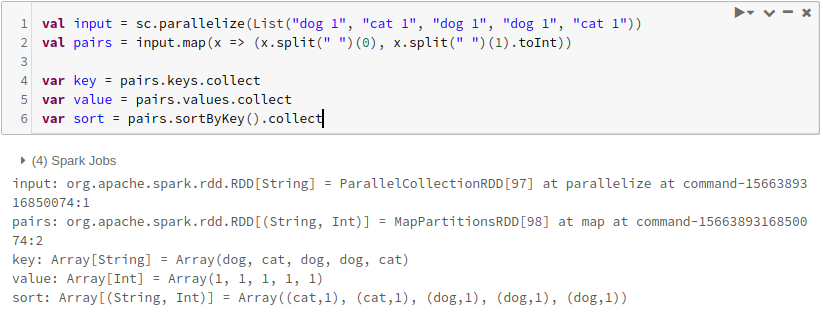 1 val input = sc.parallelize(List("dog 1", "cat 1", "dog 1", "dog 1", "cat 1"))
2 val pairs = input.map(x => (x.split(" ")(0), x.split(" ")(1).toInt))
3
4 var key = pairs.keys.collect
5 var value = pairs.values.collect
6 var sort = pairs.sortByKey().collect
(4) Spark Jobs
input: org.apache.spark.rdd.RDD[String] = ParallelCollectionRDD[97] at parallelize at command-15663893
16850074:1
pairs: org.apache.spark.rdd.RDD[(String, Int)] = MapPartitionsRDD[98] at map at command-15663893168500
74:2
key: Array[String] = Array(dog, cat, dog, dog, cat)
value: Array[Int] = Array(1, 1, 1, 1, 1)
sort: Array[(String, Int)] = Array((cat,1), (cat,1), (dog,1), (dog,1), (dog,1))